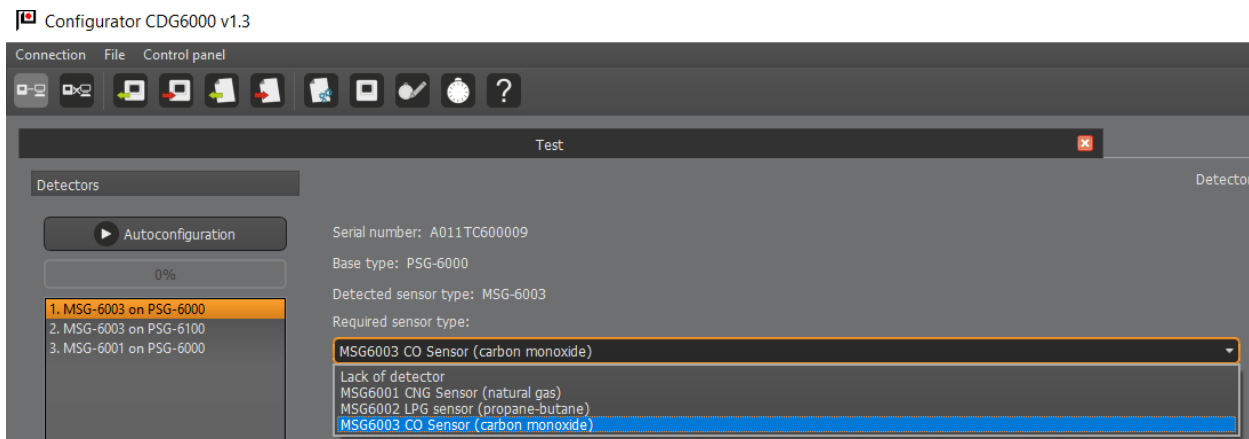 Configurator CDG6000 v1.3
Connection File Control panel
?
Test
Detectors
Detector
Autoconfiguration
Serial number: A011TC600009
0%
Base type: PSG-6000
Detected sensor type: MSG-6003
1. MSG-6003 on PSG-6000
2. MSG-6003 on PSG-6100
3. MSG-6001 on PSG-6000
Required sensor type:
MSG6003 CO Sensor (carbon monoxide)
Lack of detector
MSG6001 CNG Sensor (natural gas)
MSG6002 LPG sensor (propane-butane)
MSG6003 CO Sensor (carbon monoxide)